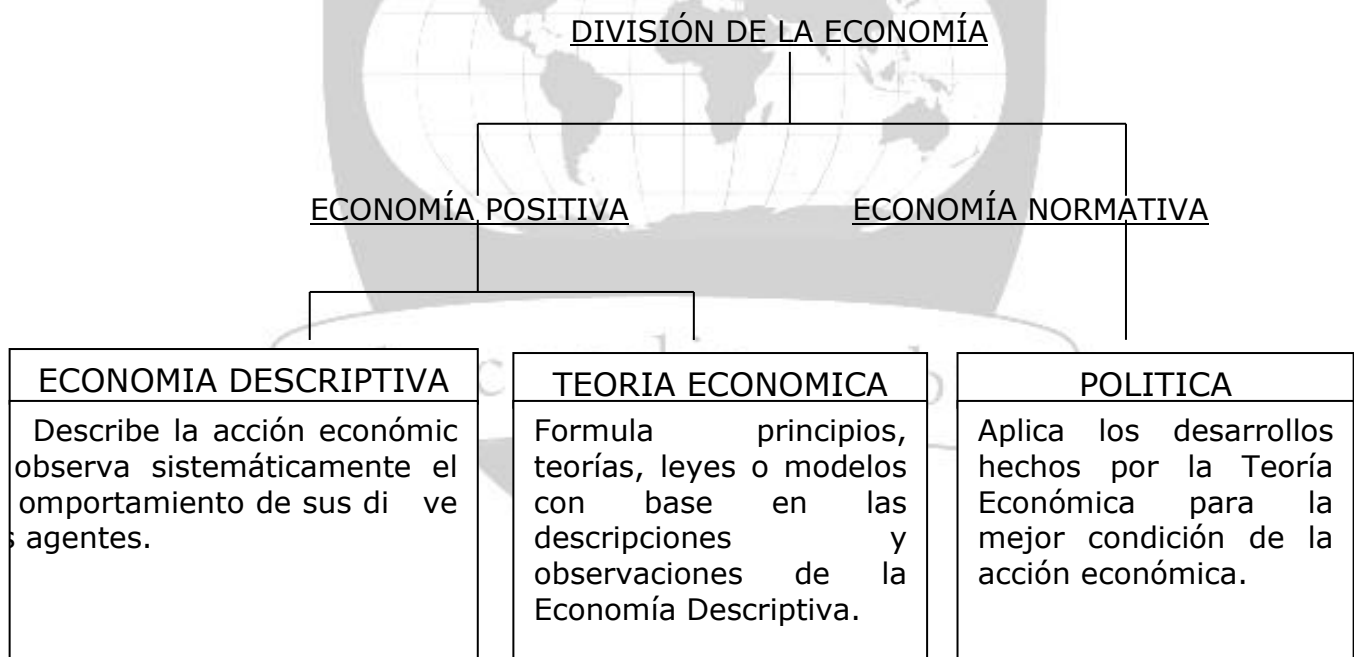 DIVISIÓN DE LA ECONOMÍA
ECONOMÍA POSITIVA
ECONOMÍA NORMATIVA
ECONOMIA DESCRIPTIVA
Describe la acción económic
observa sistemáticamente el
omportamiento de sus di ve
s agentes.
TEORIA ECONOMICA
Formula principios,
teorías, leyes o modelos
con base en las
descripciones y
observaciones de la
Economía Descriptiva.
POLITICA
Aplica los desarrollos
hechos por la Teoría
Económica para la
mejor condición de la
acción económica.